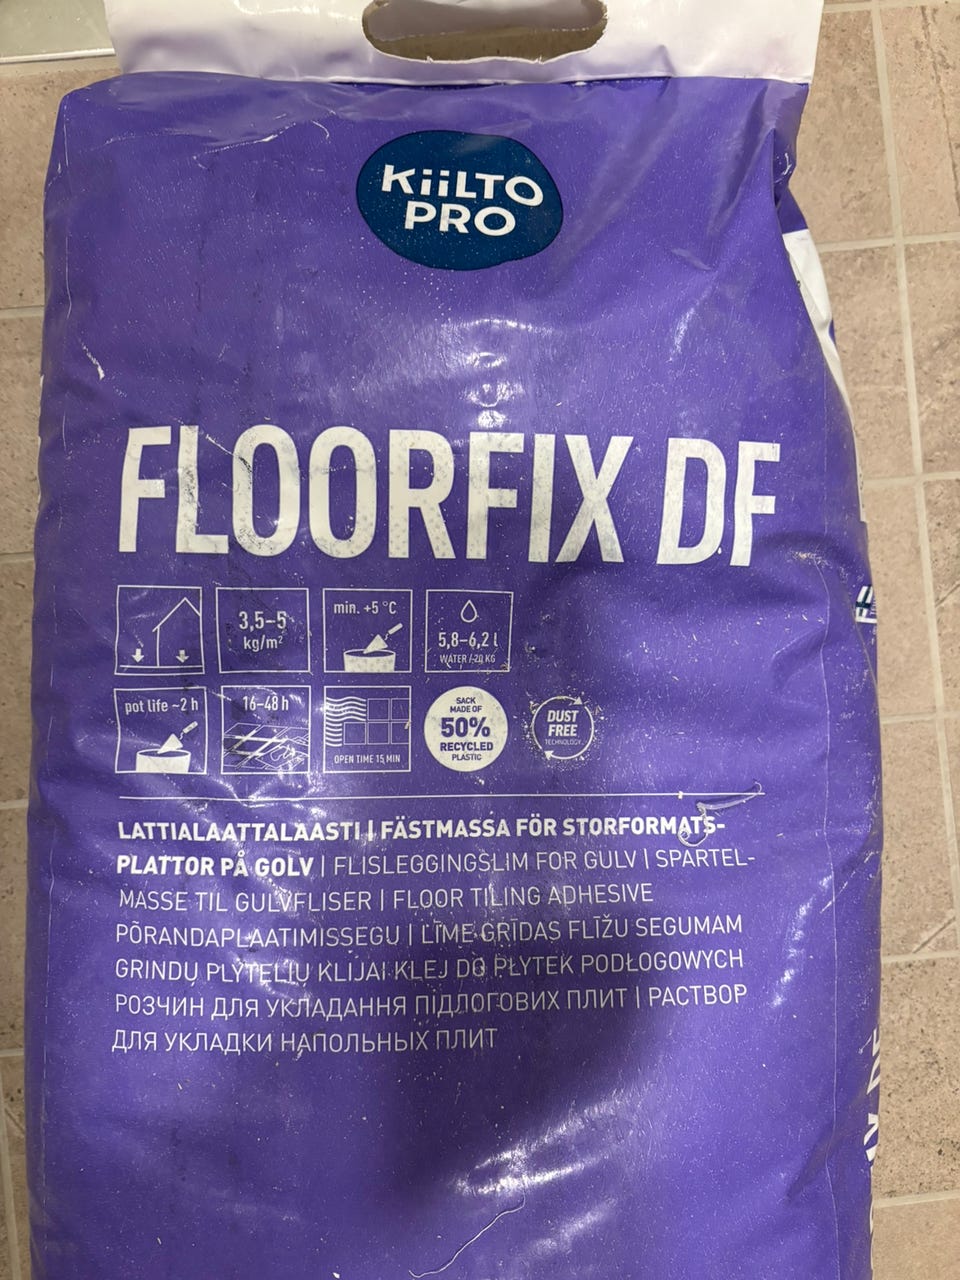 KiiLTO
PRO
FLOORFIX DF
3,5–5
kg/m²
min. +5 °C
5,8–6,2 l
WATER / 20 KG
pot life ~2 h
16–48 h
OPEN TIME 15 MIN
SACK
MADE OF
50%
RECYCLED
PLASTIC
DUST
FREE
TECHNOLOGY
LATTIALAATTALAASTI | FÄSTMASSA FÖR STORFORMATS-
PLATTOR PÅ GOLV | FLISLEGGINGSLIM FOR GULV | SPARTEL-
MASSE TIL GULVFLISER | FLOOR TILING ADHESIVE
PÕRANDAPLAATIMISSEGU | LĪME GRĪDAS FLĪŽU SEGUMAM
GRINDŲ PLYTELIŲ KLIJAI KLEJ DO PŁYTEK PODŁOGOWYCH
РОЗЧИН ДЛЯ УКЛАДАННЯ ПІДЛОГОВИХ ПЛИТ | РАСТВОР
ДЛЯ УКЛАДКИ НАПОЛЬНЫХ ПЛИТ